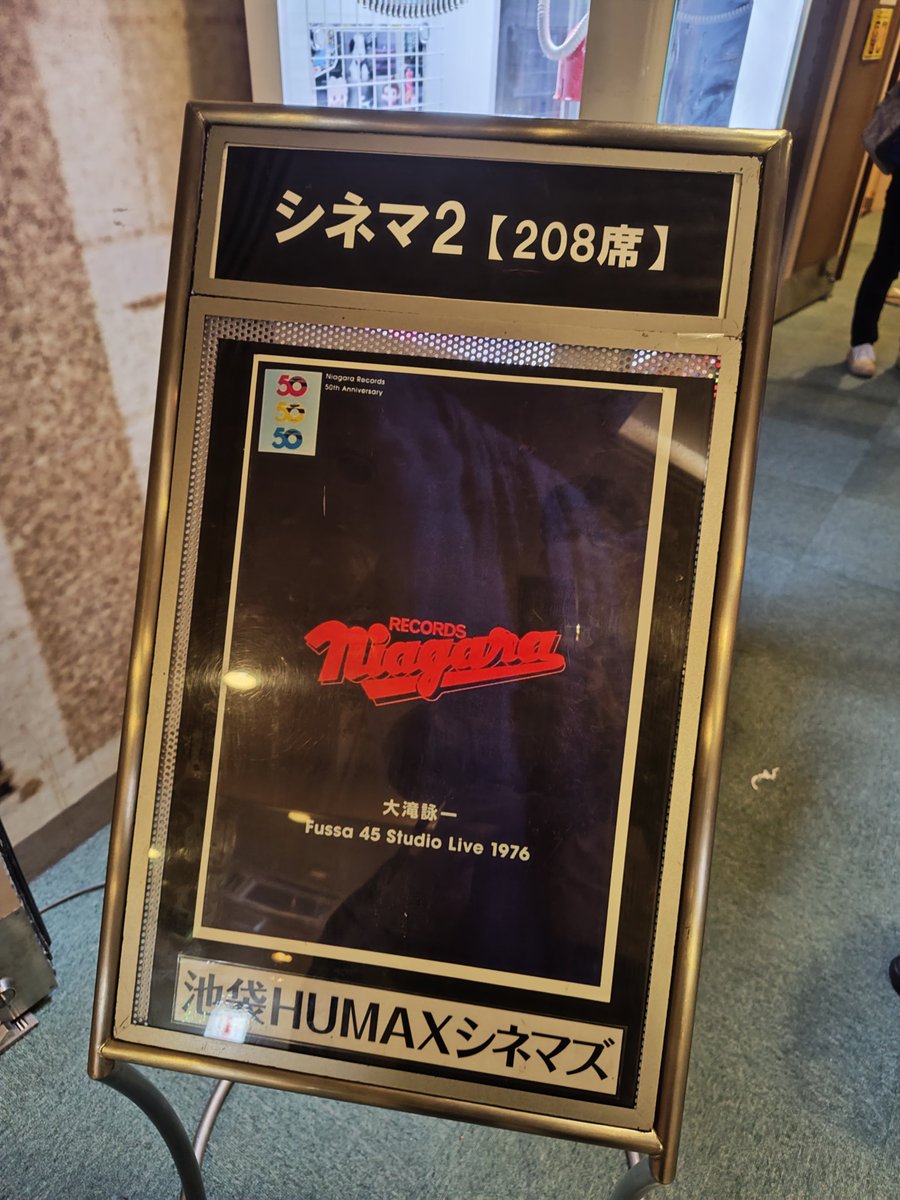 シネマ2【208席】
50
50
50
Niagara Records
50th Anniversary
RECORDS
Niagara
大滝詠一
Fussa 45 Studio Live 1976
池袋HUMAXシネマズ